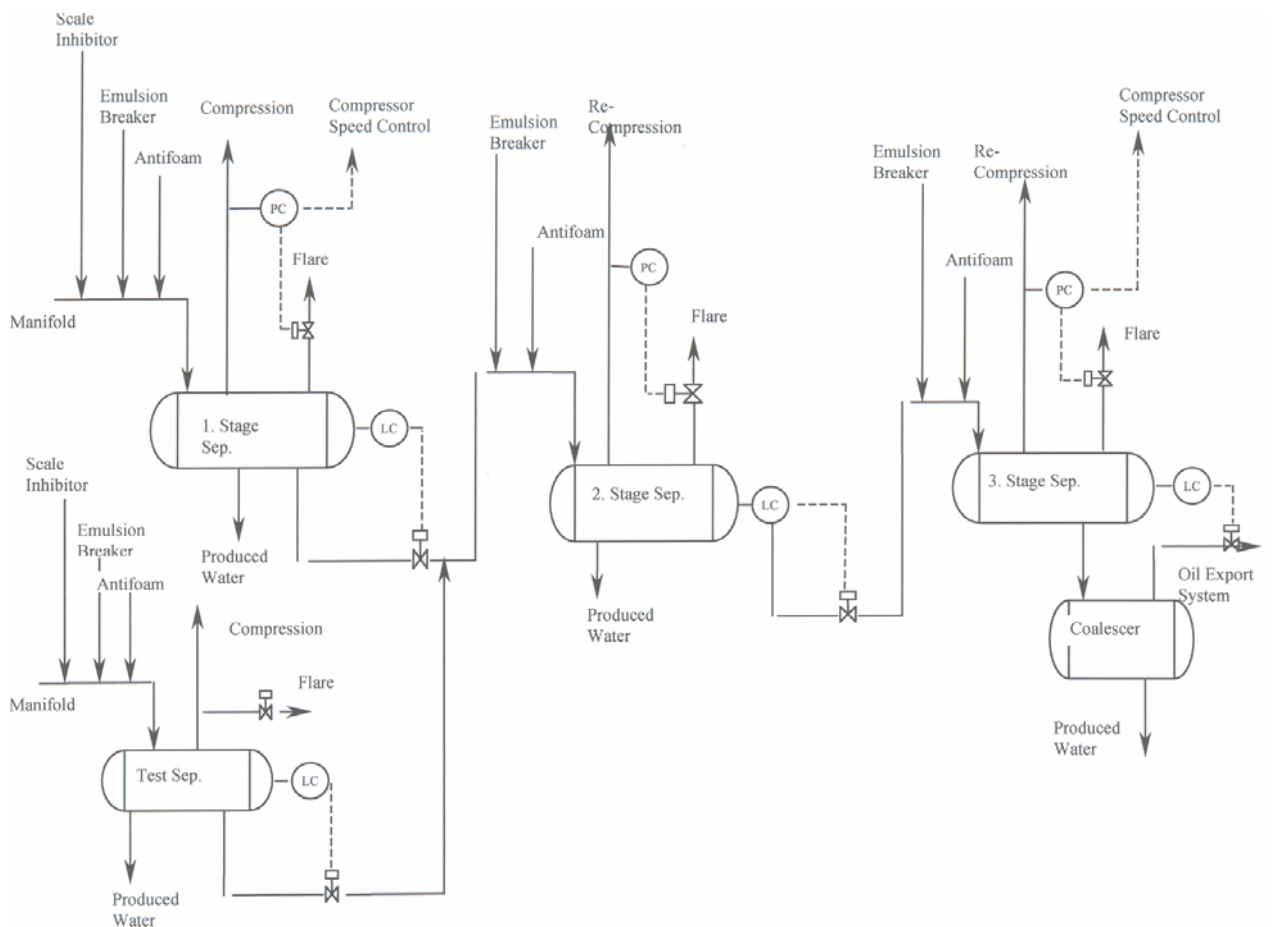 Scale
Inhibitor
Emulsion
Breaker
Antifoam
Compression
Compressor
Speed Control
PC
Flare
Manifold
1. Stage
Sep.
LC
Produced
Water
Emulsion
Breaker
Re-
Compression
Antifoam
PC
Flare
2. Stage Sep.
LC
Produced
Water
Emulsion
Breaker
Re-
Compression
Compressor
Speed Control
Antifoam
PC
Flare
3. Stage Sep.
LC
Oil Export
System
Coalescer
Produced
Water
Scale
Inhibitor
Emulsion
Breaker
Antifoam
Compression
Flare
Manifold
Test Sep.
LC
Produced
Water